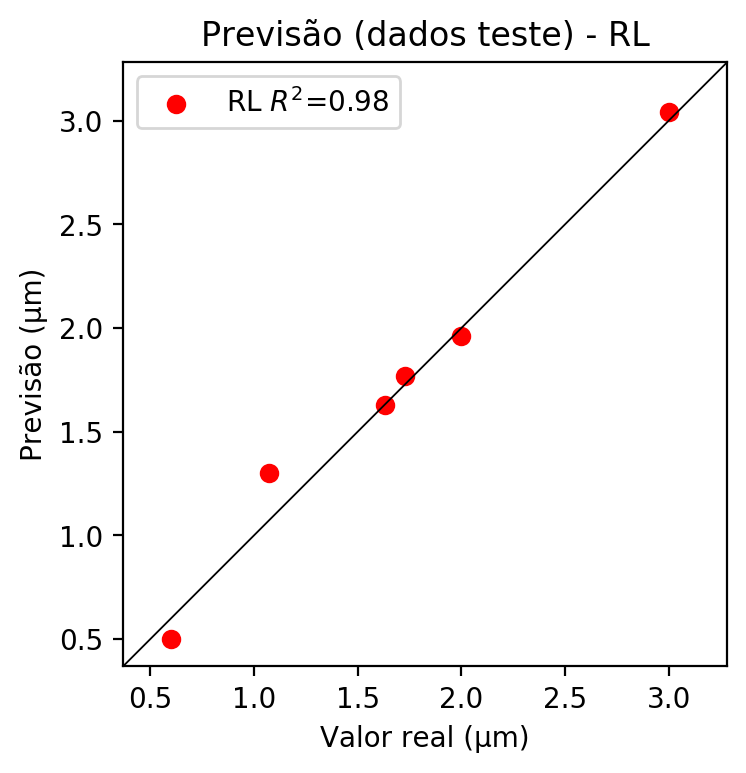 Previsão (dados teste) - RL
RL R²=0.98
Previsão (µm)
3.0
2.5
2.0
1.5
1.0
0.5
0.5 1.0 1.5 2.0 2.5 3.0
Valor real (µm)